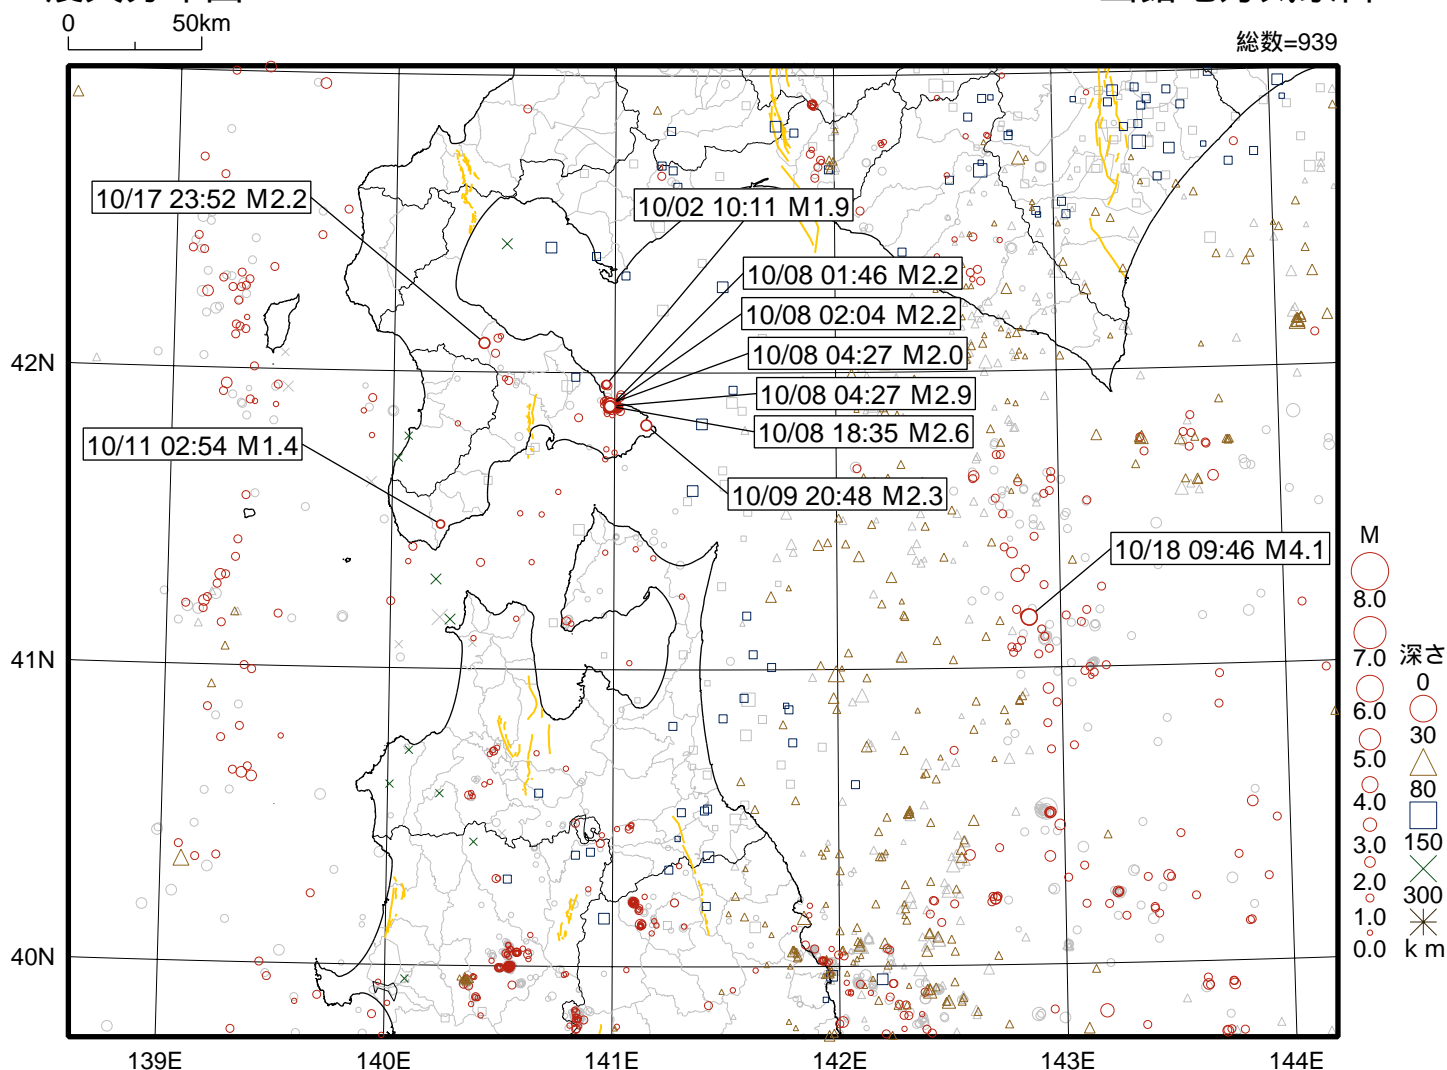 0 50km
総数=939
10/17 23:52 M2.2
10/02 10:11 M1.9
10/08 01:46 M2.2
10/08 02:04 M2.2
10/08 04:27 M2.0
10/08 04:27 M2.9
10/08 18:35 M2.6
10/11 02:54 M1.4
10/09 20:48 M2.3
10/18 09:46 M4.1
42N
41N
40N
139E 140E 141E 142E 143E 144E
M
8.0
7.0
6.0
5.0
4.0
3.0
2.0
1.0
0.0
深さ
0
30
80
150
300
km